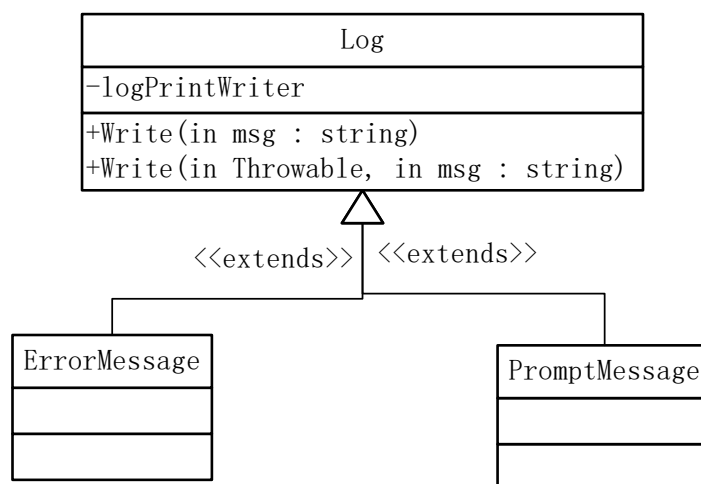 Log
-logPrintWriter
+Write(in msg : string)
+Write(in Throwable, in msg : string)
<<extends>> <<extends>>
ErrorMessage
PromptMessage